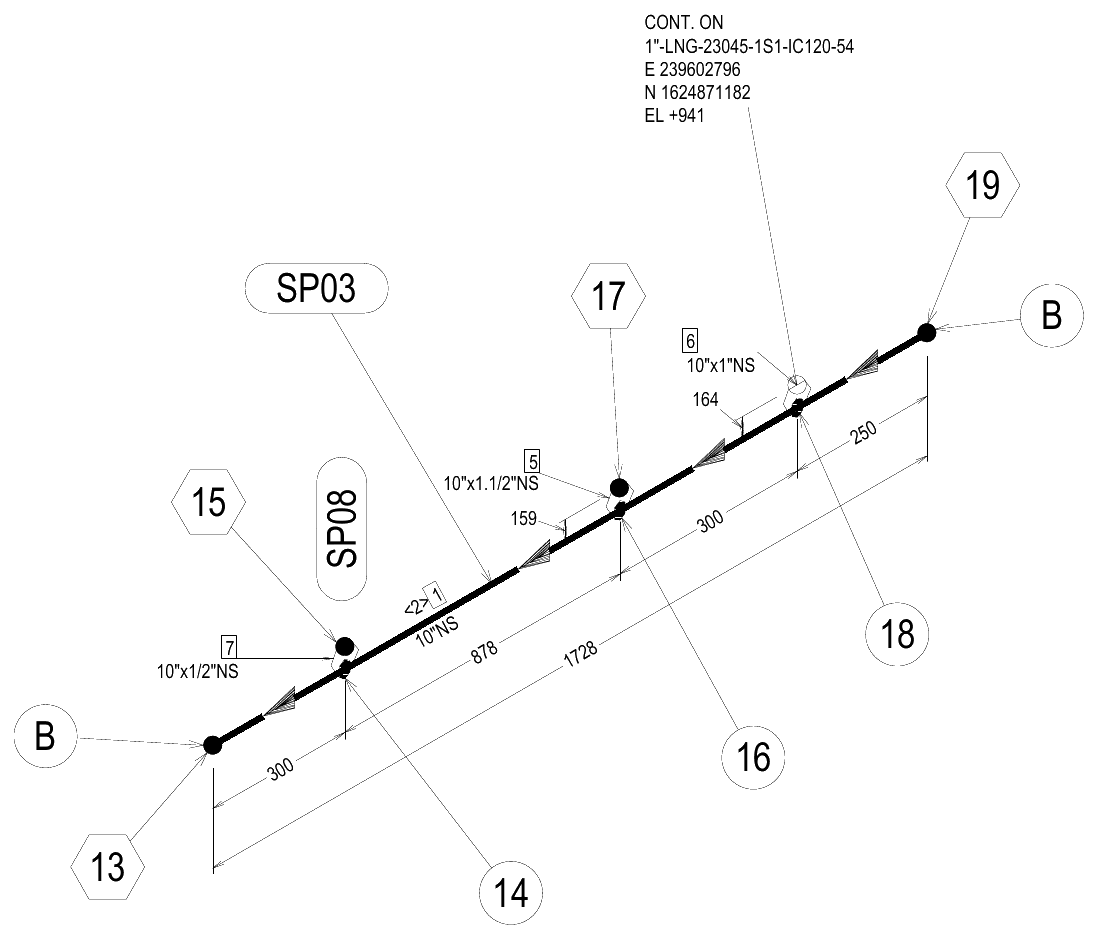 CONT. ON
1"-LNG-23045-1S1-IC120-54
E 239602796
N 1624871182
EL +941
19
B
SP03
17
6
10"x1"NS
164
250
5
10"x1.1/2"NS
159
300
15
SP08
<2> 1
10"NS
878
1728
18
7
10"x1/2"NS
B
300
16
13
14